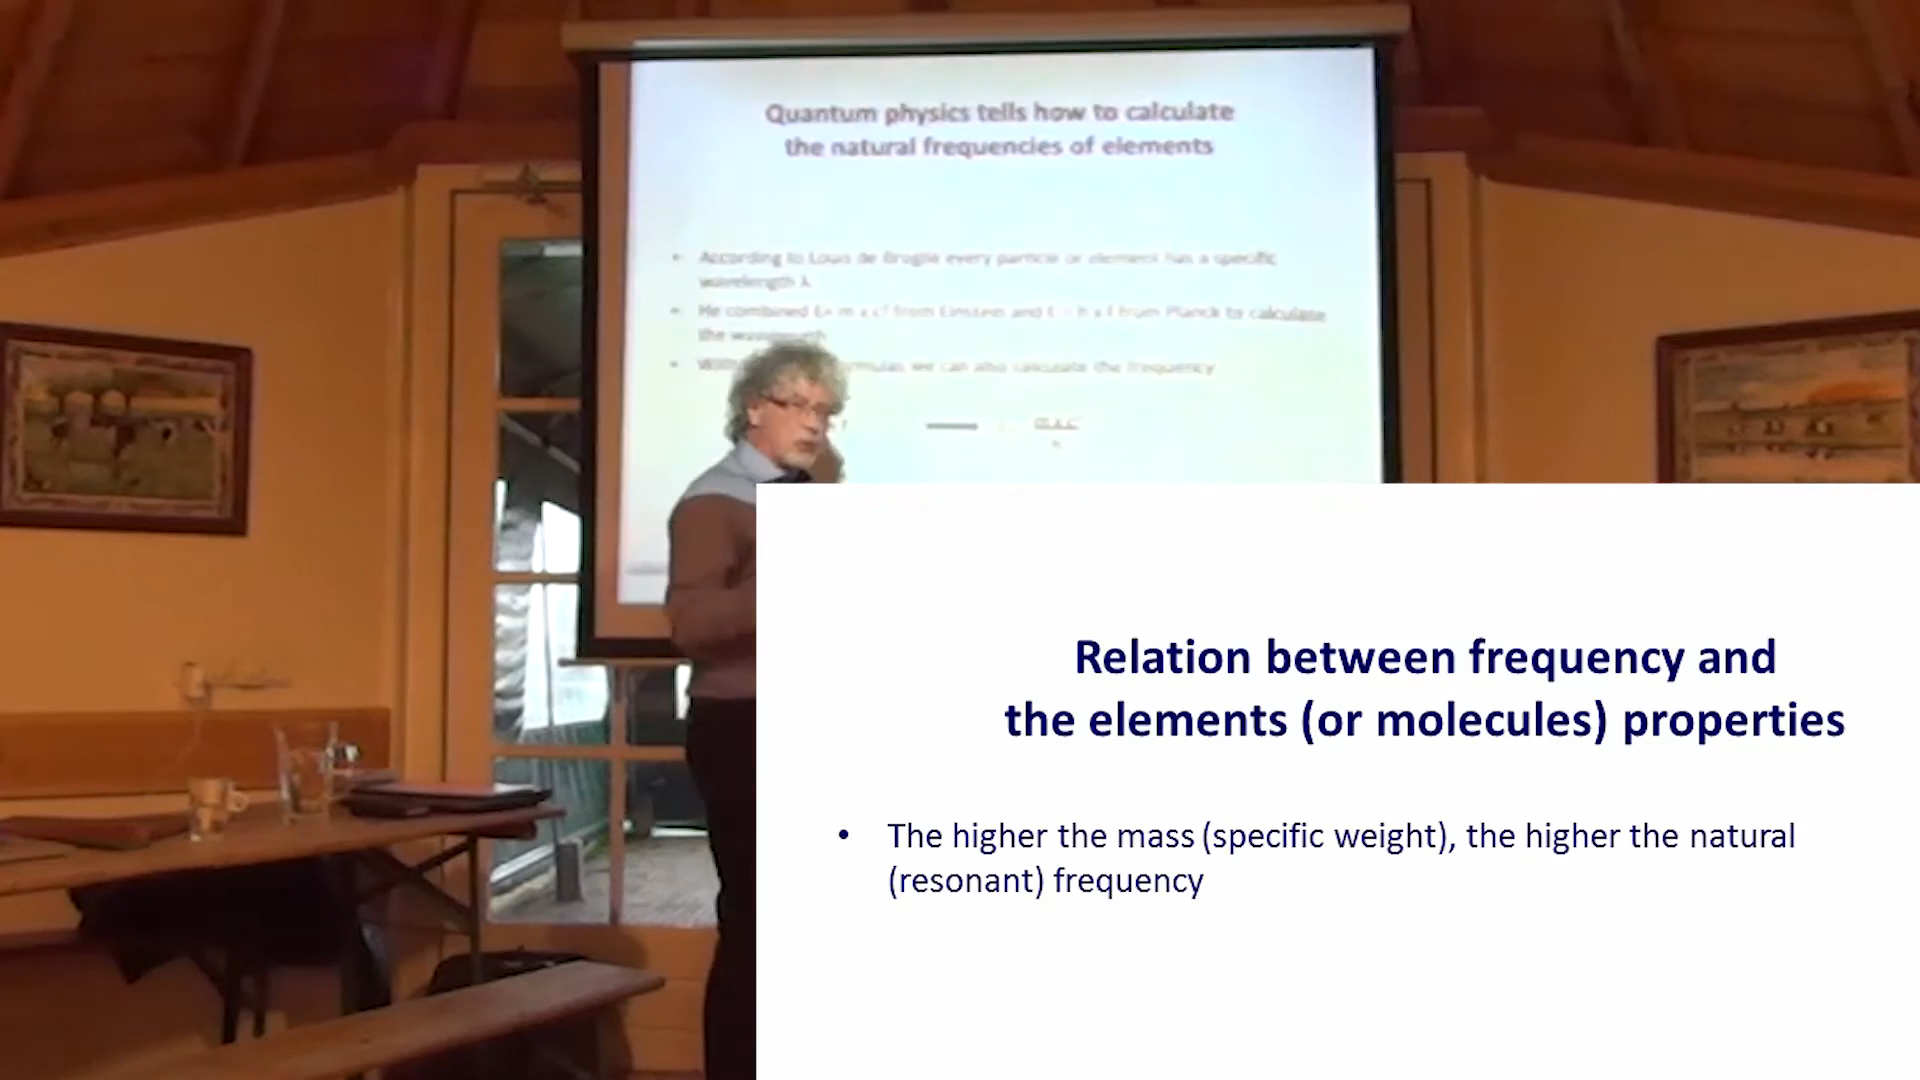 Quantum physics tells how to calculate
the natural frequencies of elements
• According to Louis de Broglie every particle or element has a specific
wavelength λ
• He combined E= m x c² from Einstein and E = h x f from Planck to calculate
the wavelength
• With formulas we can also calculate the frequency
Relation between frequency and
the elements (or molecules) properties
• The higher the mass (specific weight), the higher the natural
(resonant) frequency